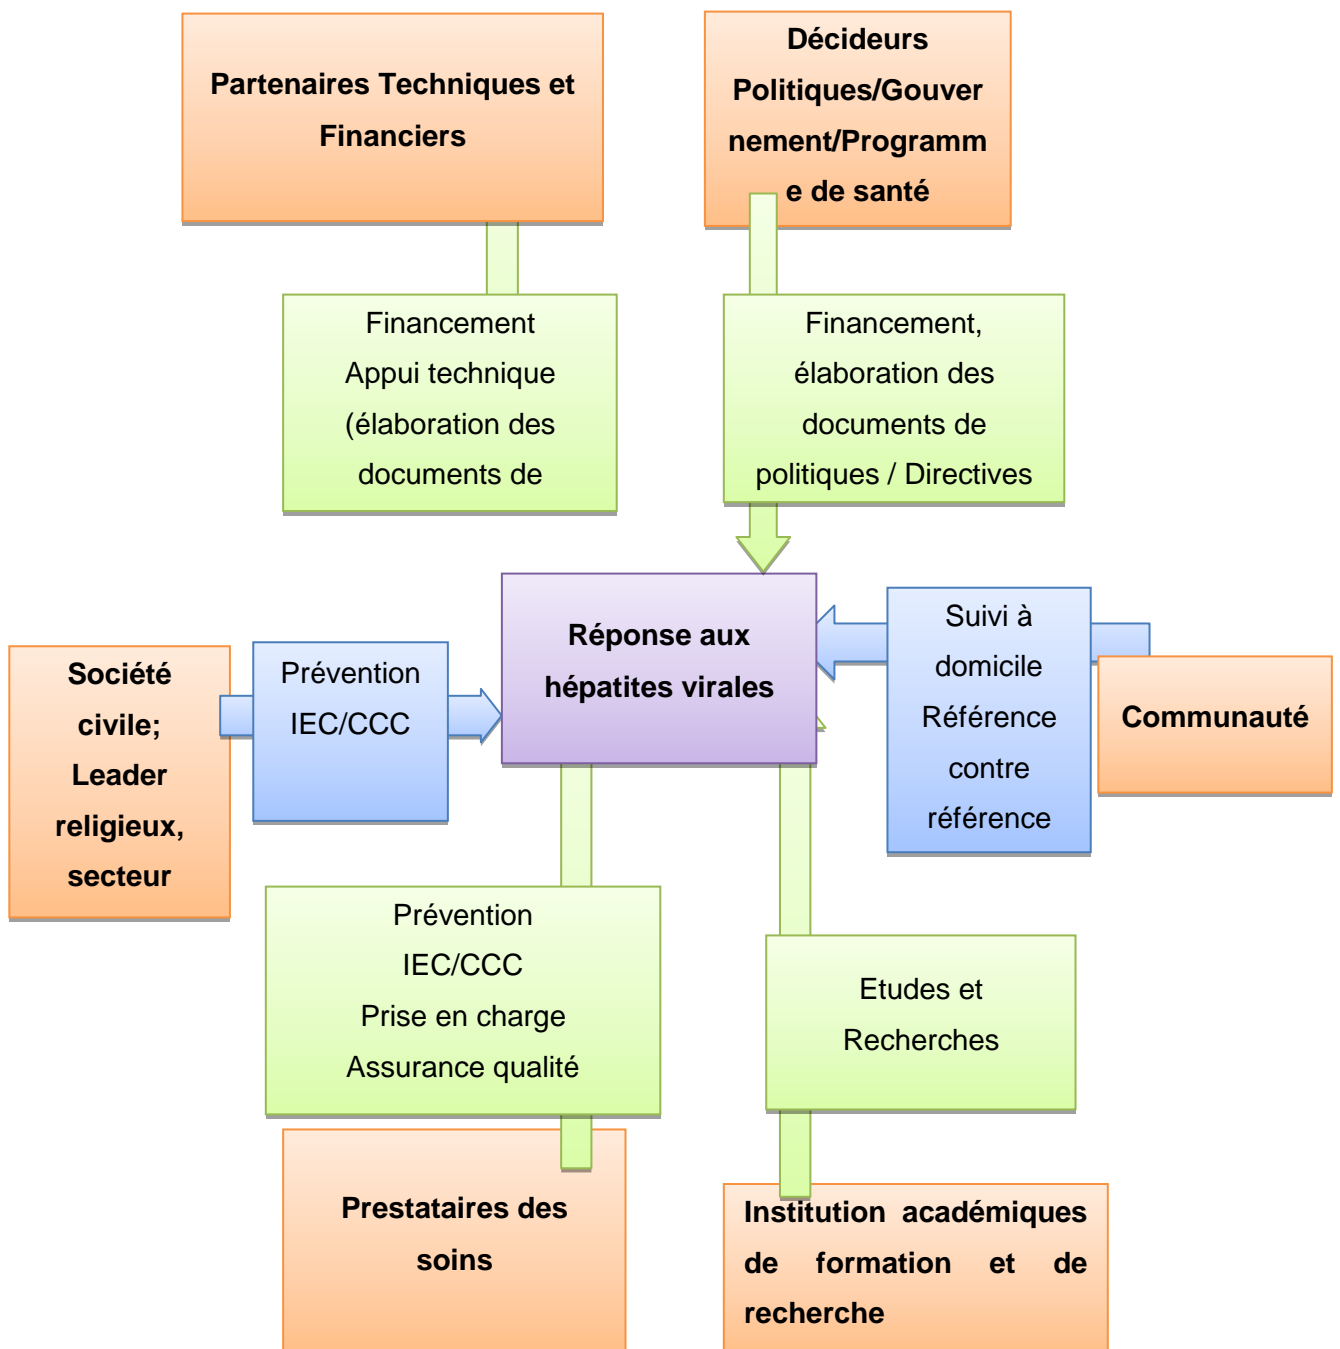 Partenaires Techniques et
Financiers
Décideurs
Politiques/Gouver
nement/Programm
e de santé
Financement
Appui technique
(élaboration des
documents de
Financement,
élaboration des
documents de
politiques / Directives
Société
civile;
Leader
religieux,
secteur
Prévention
IEC/CCC
Réponse aux
hépatites virales
Suivi à
domicile
Référence
contre
référence
Communauté
Prévention
IEC/CCC
Prise en charge
Assurance qualité
Etudes et
Recherches
Prestataires des
soins
Institution académiques
de formation et de
recherche